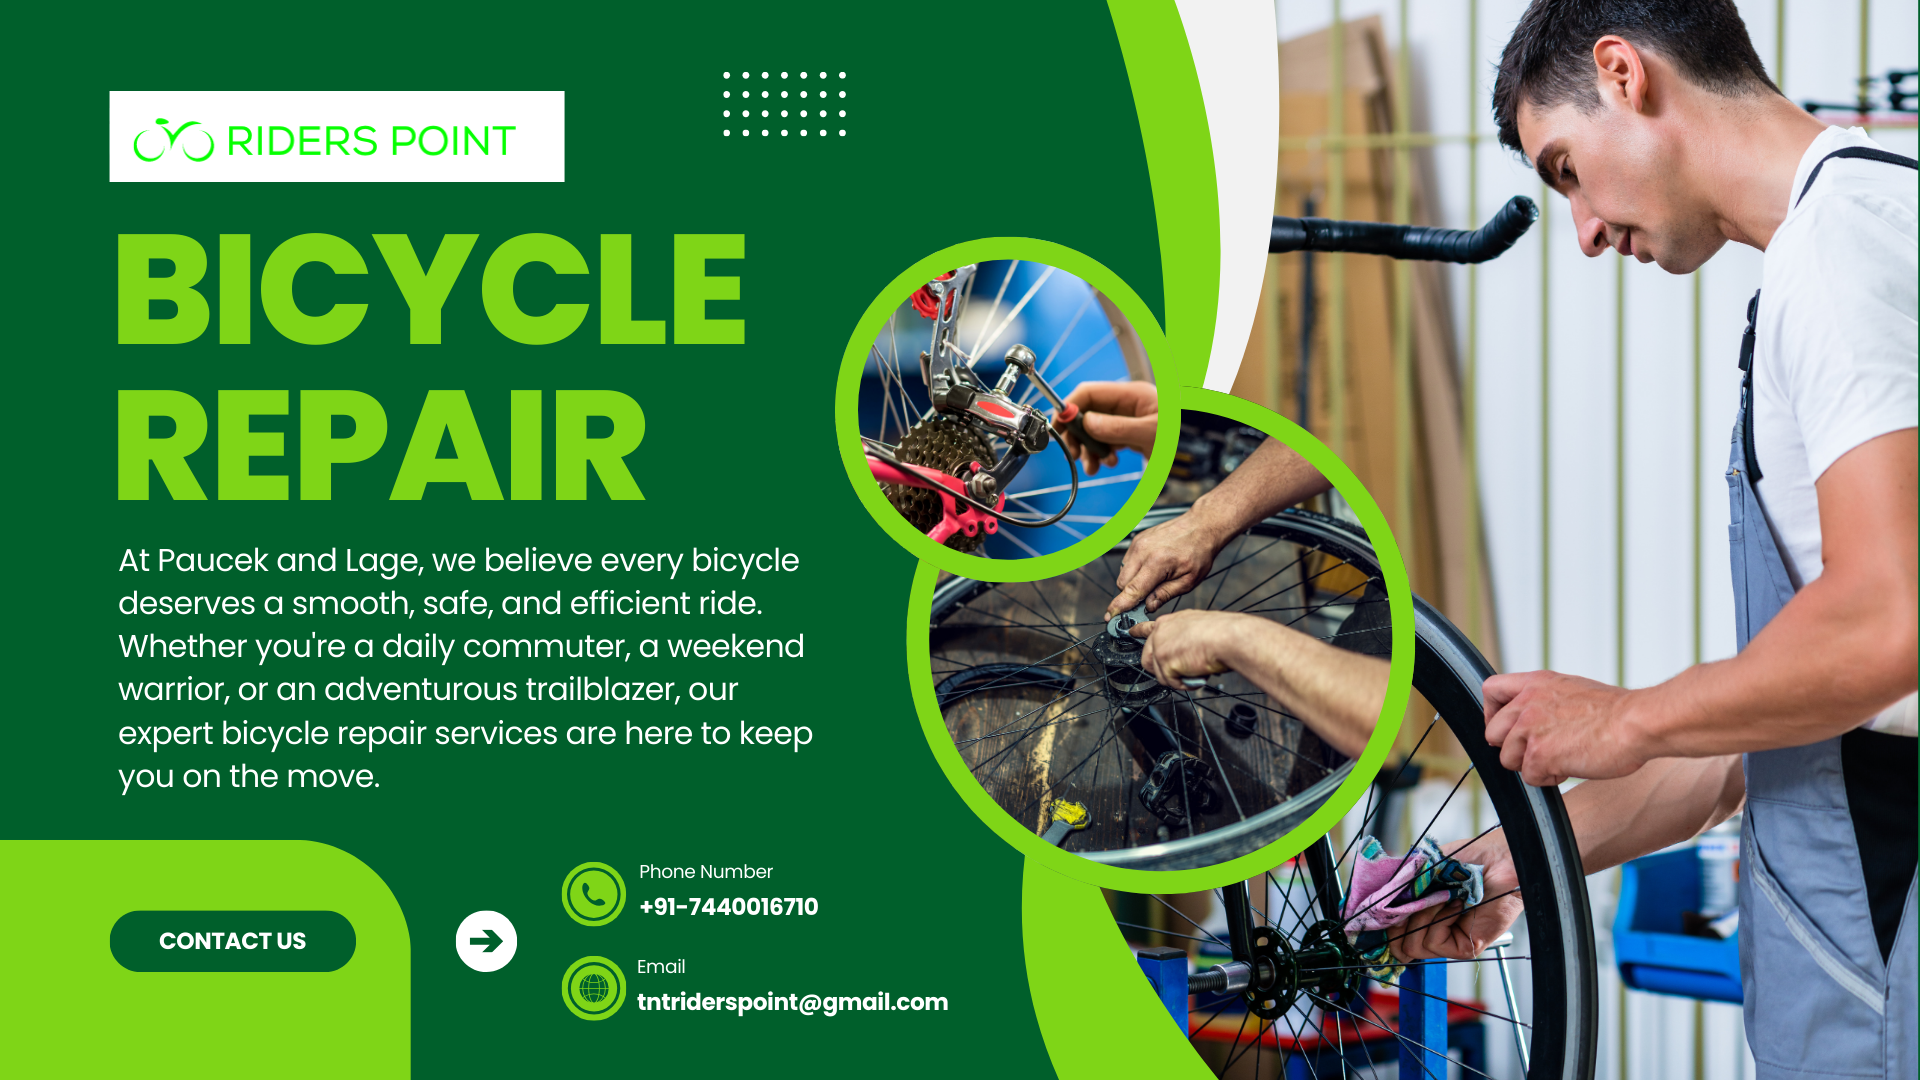 RIDERS POINT
BICYCLE
REPAIR
At Paucek and Lage, we believe every bicycle
deserves a smooth, safe, and efficient ride.
Whether you're a daily commuter, a weekend
warrior, or an adventurous trailblazer, our
expert bicycle repair services are here to keep
you on the move.
CONTACT US
Phone Number
+91-7440016710
Email
tntriderspoint@gmail.com